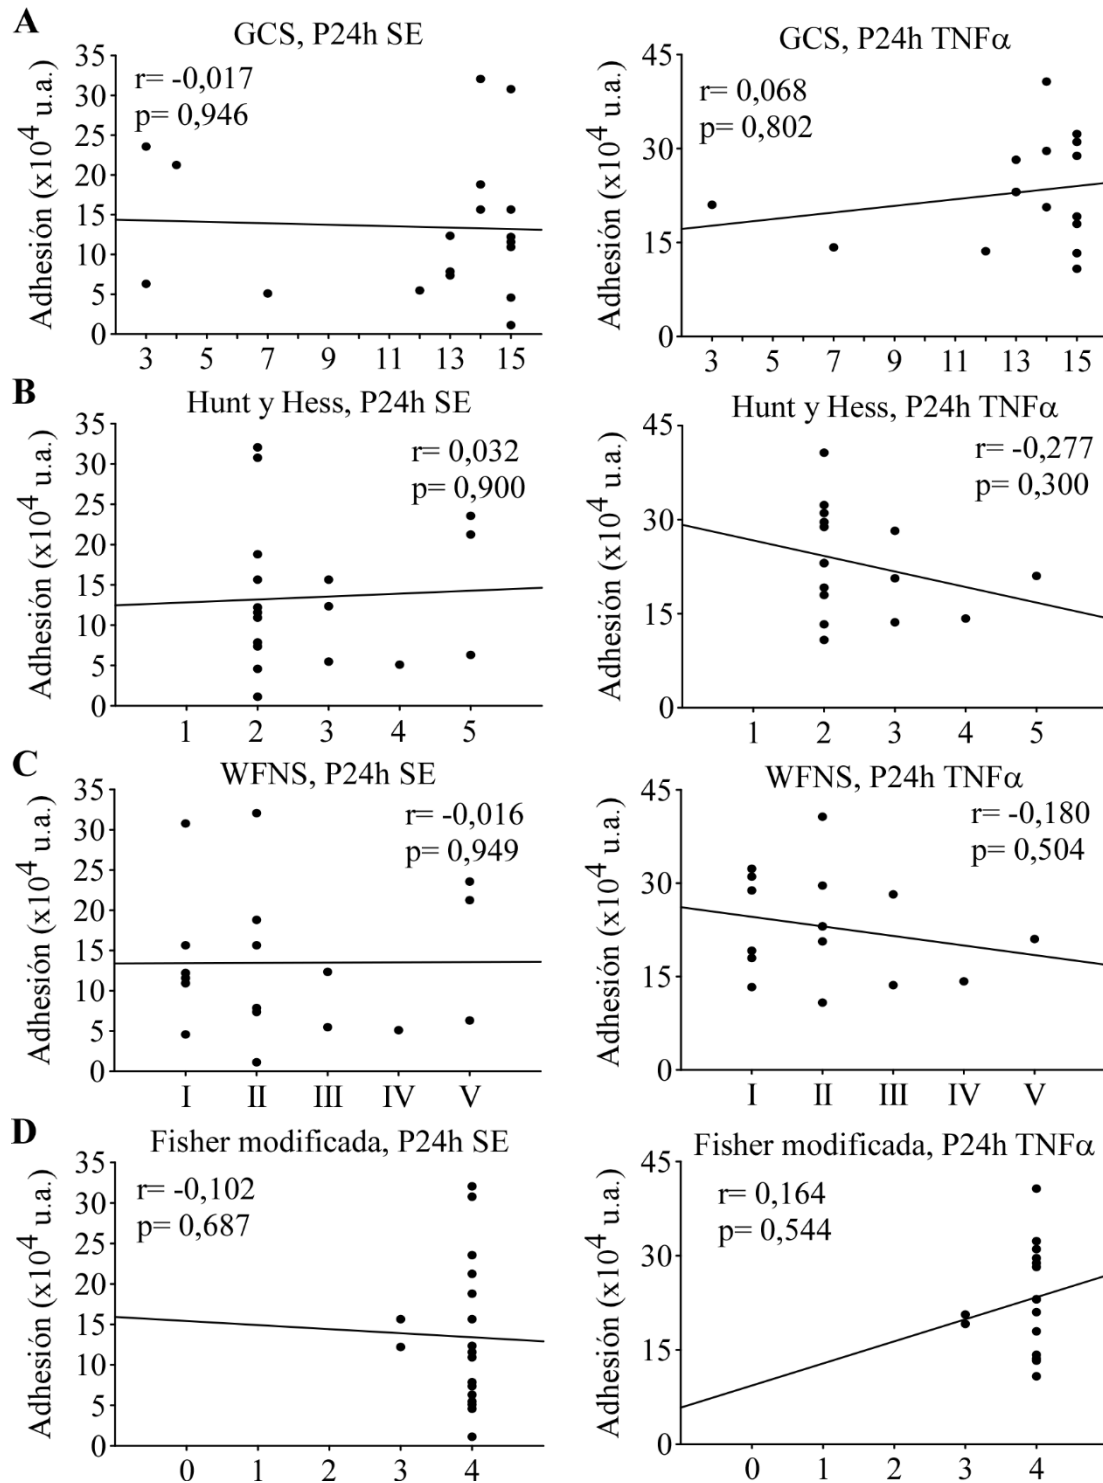 A
GCS, P24h SE
r= -0,017
p= 0,946
Adhesión (x10⁴ u.a.)
35
30
25
20
15
10
5
0
3 5 7 9 11 13 15
GCS, P24h TNFα
r= 0,068
p= 0,802
Adhesión (x10⁴ u.a.)
45
30
15
0
3 5 7 9 11 13 15
B
Hunt y Hess, P24h SE
r= 0,032
p= 0,900
Adhesión (x10⁴ u.a.)
35
30
25
20
15
10
5
0
1 2 3 4 5
Hunt y Hess, P24h TNFα
r= -0,277
p= 0,300
Adhesión (x10⁴ u.a.)
45
30
15
0
1 2 3 4 5
C
WFNS, P24h SE
r= -0,016
p= 0,949
Adhesión (x10⁴ u.a.)
35
30
25
20
15
10
5
0
I II III IV V
WFNS, P24h TNFα
r= -0,180
p= 0,504
Adhesión (x10⁴ u.a.)
45
30
15
0
I II III IV V
D
Fisher modificada, P24h SE
r= -0,102
p= 0,687
Adhesión (x10⁴ u.a.)
35
30
25
20
15
10
5
0
0 1 2 3 4
Fisher modificada, P24h TNFα
r= 0,164
p= 0,544
Adhesión (x10⁴ u.a.)
45
30
15
0
0 1 2 3 4